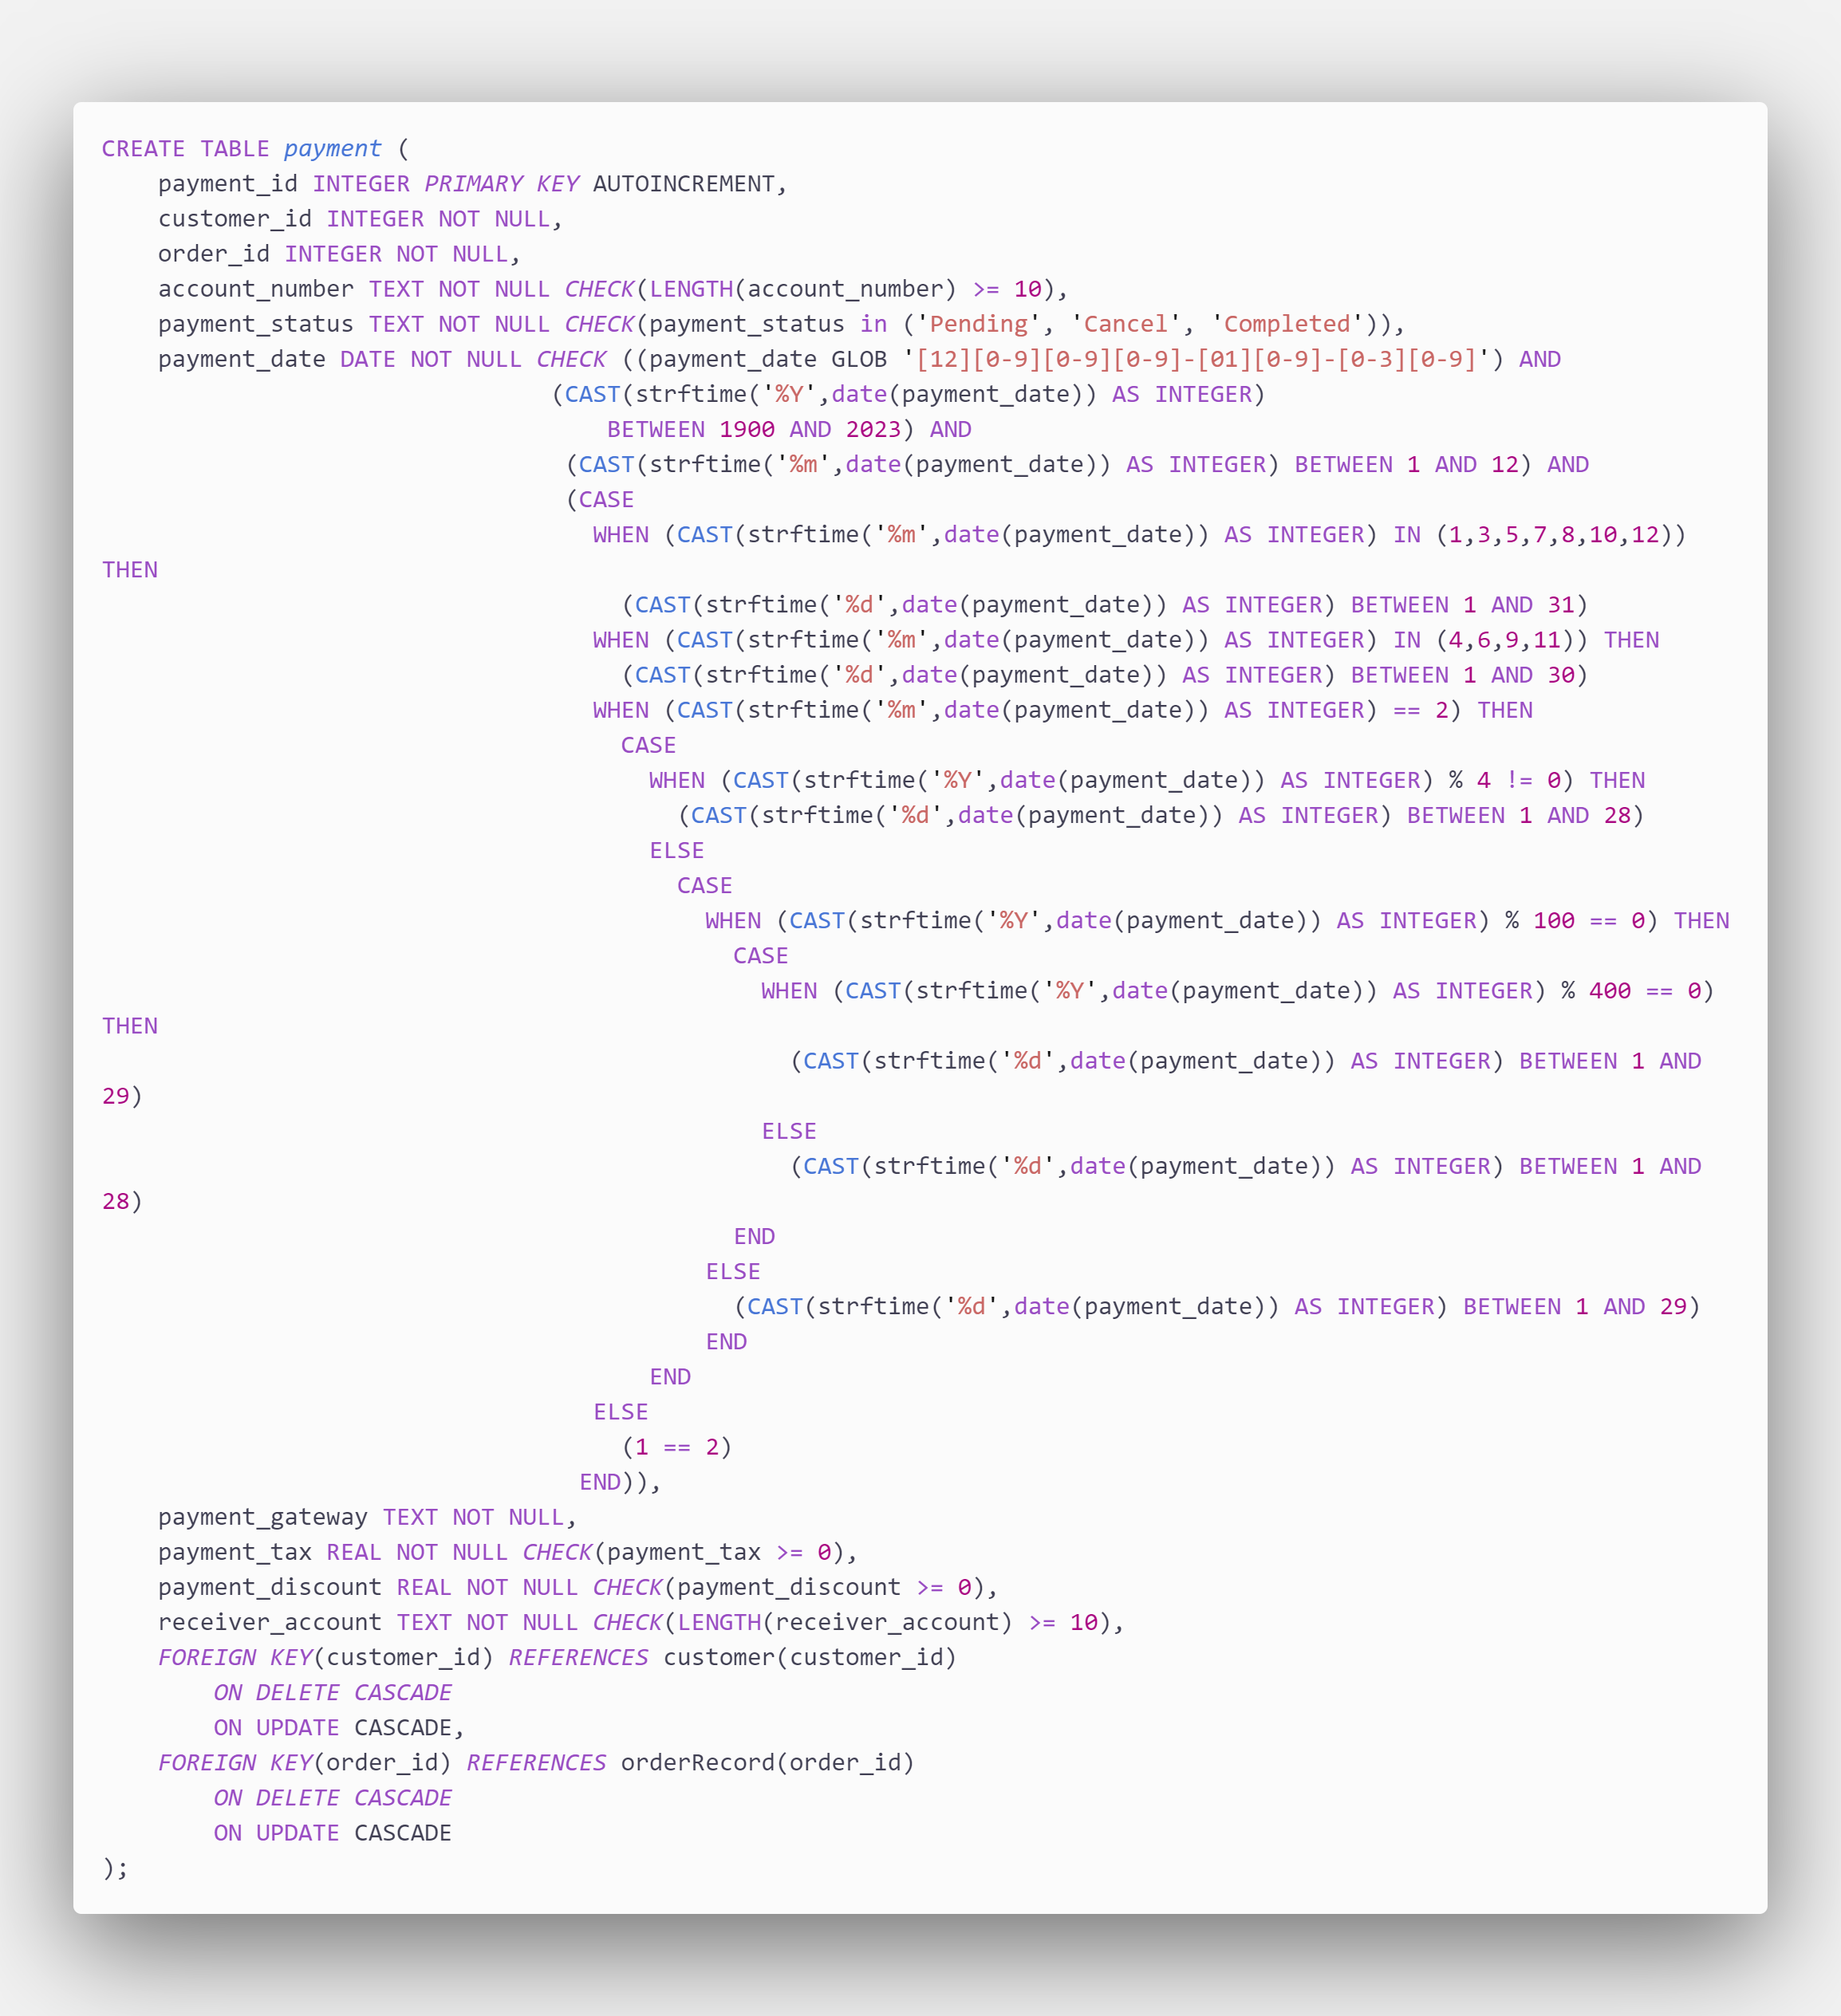 CREATE TABLE payment (
    payment_id INTEGER PRIMARY KEY AUTOINCREMENT,
    customer_id INTEGER NOT NULL,
    order_id INTEGER NOT NULL,
    account_number TEXT NOT NULL CHECK(LENGTH(account_number) >= 10),
    payment_status TEXT NOT NULL CHECK(payment_status in ('Pending', 'Cancel', 'Completed')),
    payment_date DATE NOT NULL CHECK ((payment_date GLOB '[12][0-9][0-9][0-9]-[01][0-9]-[0-3][0-9]') AND
                                (CAST(strftime('%Y',date(payment_date)) AS INTEGER)
                                    BETWEEN 1900 AND 2023) AND
                                 (CAST(strftime('%m',date(payment_date)) AS INTEGER) BETWEEN 1 AND 12) AND
                                 (CASE
                                   WHEN (CAST(strftime('%m',date(payment_date)) AS INTEGER) IN (1,3,5,7,8,10,12))
THEN
                                     (CAST(strftime('%d',date(payment_date)) AS INTEGER) BETWEEN 1 AND 31)
                                   WHEN (CAST(strftime('%m',date(payment_date)) AS INTEGER) IN (4,6,9,11)) THEN
                                     (CAST(strftime('%d',date(payment_date)) AS INTEGER) BETWEEN 1 AND 30)
                                   WHEN (CAST(strftime('%m',date(payment_date)) AS INTEGER) == 2) THEN
                                     CASE
                                       WHEN (CAST(strftime('%Y',date(payment_date)) AS INTEGER) % 4 != 0) THEN
                                         (CAST(strftime('%d',date(payment_date)) AS INTEGER) BETWEEN 1 AND 28)
                                       ELSE
                                         CASE
                                           WHEN (CAST(strftime('%Y',date(payment_date)) AS INTEGER) % 100 == 0) THEN
                                             CASE
                                               WHEN (CAST(strftime('%Y',date(payment_date)) AS INTEGER) % 400 == 0)
THEN
                                                 (CAST(strftime('%d',date(payment_date)) AS INTEGER) BETWEEN 1 AND
29)
                                               ELSE
                                                 (CAST(strftime('%d',date(payment_date)) AS INTEGER) BETWEEN 1 AND
28)
                                             END
                                           ELSE
                                             (CAST(strftime('%d',date(payment_date)) AS INTEGER) BETWEEN 1 AND 29)
                                           END
                                       END
                                   ELSE
                                     (1 == 2)
                                  END)),
    payment_gateway TEXT NOT NULL,
    payment_tax REAL NOT NULL CHECK(payment_tax >= 0),
    payment_discount REAL NOT NULL CHECK(payment_discount >= 0),
    receiver_account TEXT NOT NULL CHECK(LENGTH(receiver_account) >= 10),
    FOREIGN KEY(customer_id) REFERENCES customer(customer_id)
        ON DELETE CASCADE
        ON UPDATE CASCADE,
    FOREIGN KEY(order_id) REFERENCES orderRecord(order_id)
        ON DELETE CASCADE
        ON UPDATE CASCADE
);